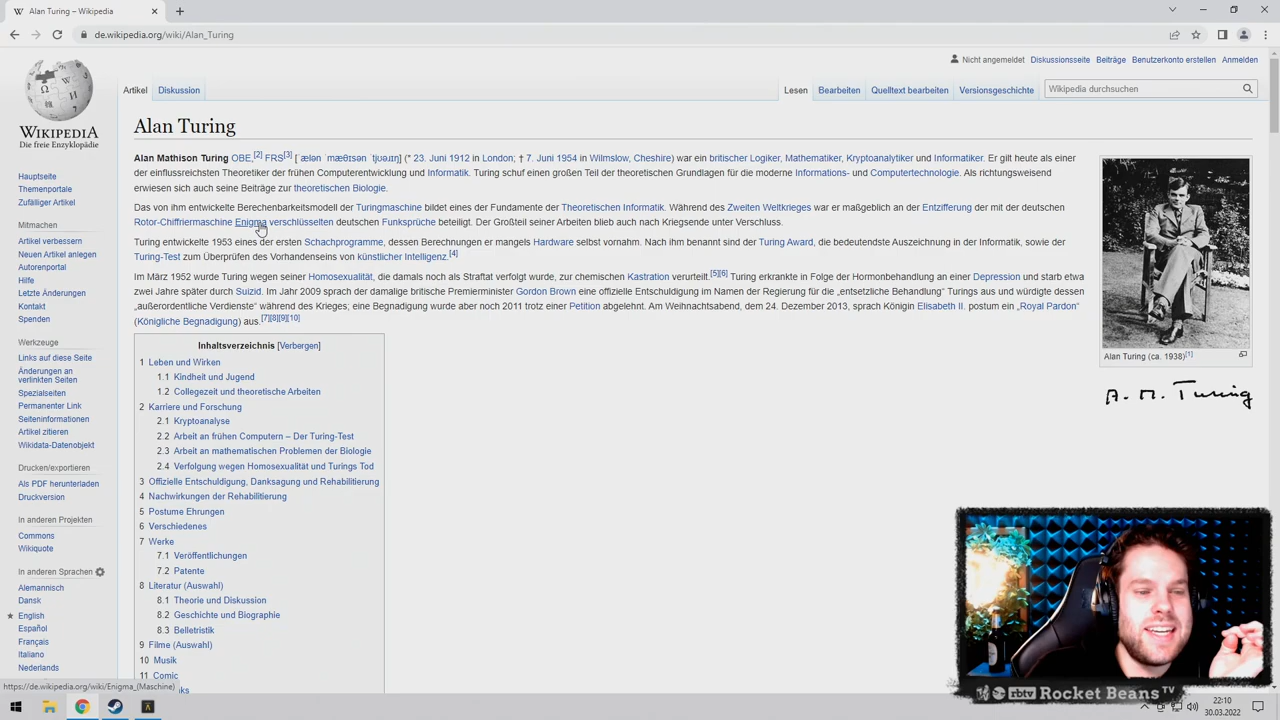 Alan Turing – Wikipedia
de.wikipedia.org/wiki/Alan_Turing
WIKIPEDIA
Die freie Enzyklopädie
Nicht angemeldet Diskussionsseite Beiträge Benutzerkonto erstellen Anmelden
Artikel Diskussion
Lesen Bearbeiten Quelltext bearbeiten Versionsgeschichte
Wikipedia durchsuchen
Hauptseite
Themenportale
Zufälliger Artikel
Mitmachen
Artikel verbessern
Neuen Artikel anlegen
Autorenportal
Hilfe
Letzte Änderungen
Kontakt
Spenden
Werkzeuge
Links auf diese Seite
Änderungen an
verlinkten Seiten
Spezialseiten
Permanenter Link
Seiteninformationen
Artikel zitieren
Wikidata-Datenobjekt
Drucken/exportieren
Als PDF herunterladen
Druckversion
In anderen Projekten
Commons
Wikiquote
In anderen Sprachen
Alemannisch
Dansk
English
Español
Français
Italiano
Nederlands
Alan Turing
Alan Mathison Turing OBE,[2] FRS[3] [ˈælən ˈmæθɪsən ˈtjʊəɹɪŋ] (* 23. Juni 1912 in London; † 7. Juni 1954 in Wilmslow, Cheshire) war ein britischer Logiker, Mathematiker, Kryptoanalytiker und Informatiker. Er gilt heute als einer
der einflussreichsten Theoretiker der frühen Computerentwicklung und Informatik. Turing schuf einen großen Teil der theoretischen Grundlagen für die moderne Informations- und Computertechnologie. Als richtungsweisend
erwiesen sich auch seine Beiträge zur theoretischen Biologie.
Das von ihm entwickelte Berechenbarkeitsmodell der Turingmaschine bildet eines der Fundamente der Theoretischen Informatik. Während des Zweiten Weltkrieges war er maßgeblich an der Entzifferung der mit der deutschen
Rotor-Chiffriermaschine Enigma verschlüsselten deutschen Funksprüche beteiligt. Der Großteil seiner Arbeiten blieb auch nach Kriegsende unter Verschluss.
Turing entwickelte 1953 eines der ersten Schachprogramme, dessen Berechnungen er mangels Hardware selbst vornahm. Nach ihm benannt sind der Turing Award, die bedeutendste Auszeichnung in der Informatik, sowie der
Turing-Test zum Überprüfen des Vorhandenseins von künstlicher Intelligenz.[4]
Im März 1952 wurde Turing wegen seiner Homosexualität, die damals noch als Straftat verfolgt wurde, zur chemischen Kastration verurteilt.[5][6] Turing erkrankte in Folge der Hormonbehandlung an einer Depression und starb etwa
zwei Jahre später durch Suizid. Im Jahr 2009 sprach der damalige britische Premierminister Gordon Brown eine offizielle Entschuldigung im Namen der Regierung für die „entsetzliche Behandlung“ Turings aus und würdigte dessen
„außerordentliche Verdienste“ während des Krieges; eine Begnadigung wurde aber noch 2011 trotz einer Petition abgelehnt. Am Weihnachtsabend, dem 24. Dezember 2013, sprach Königin Elisabeth II. postum ein „Royal Pardon“
(Königliche Begnadigung) aus.[7][8][9][10]
Alan Turing (ca. 1938)[1]
A. M. Turing
Inhaltsverzeichnis [Verbergen]
1 Leben und Wirken
1.1 Kindheit und Jugend
1.2 Collegezeit und theoretische Arbeiten
2 Karriere und Forschung
2.1 Kryptoanalyse
2.2 Arbeit an frühen Computern – Der Turing-Test
2.3 Arbeit an mathematischen Problemen der Biologie
2.4 Verfolgung wegen Homosexualität und Turings Tod
3 Offizielle Entschuldigung, Danksagung und Rehabilitierung
4 Nachwirkungen der Rehabilitierung
5 Postume Ehrungen
6 Verschiedenes
7 Werke
7.1 Veröffentlichungen
7.2 Patente
8 Literatur (Auswahl)
8.1 Theorie und Diskussion
8.2 Geschichte und Biographie
8.3 Belletristik
9 Filme (Auswahl)
10 Musik
11 Comic
https://de.wikipedia.org/wiki/Enigma_(Maschine)
rbtv Rocket Beans TV
22:10
30.03.2022